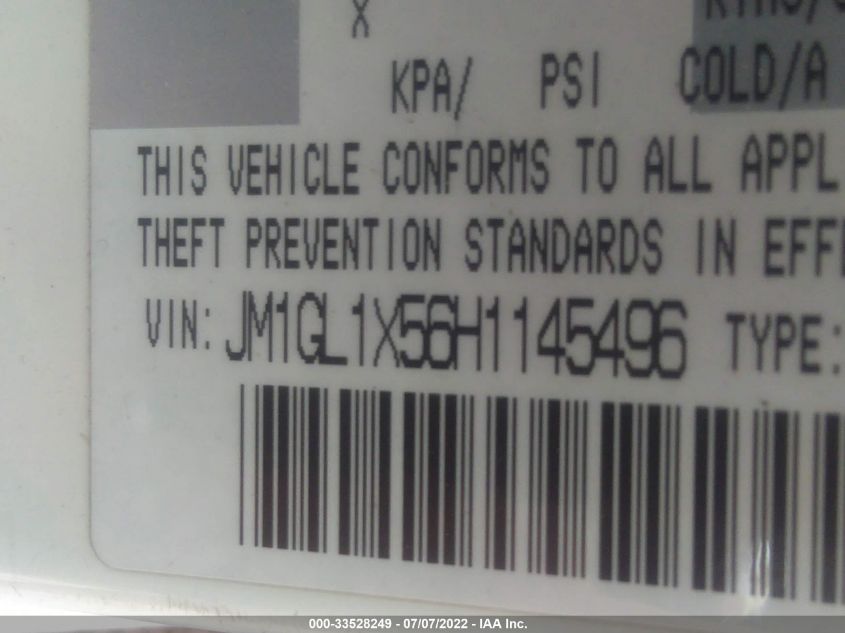 X
KPA/ PSI COLD/A
THIS VEHICLE CONFORMS TO ALL APPL
THEFT PREVENTION STANDARDS IN EFF
VIN: JM1GL1X56H1145496 TYPE:
000-33528249 - 07/07/2022 - IAA Inc.